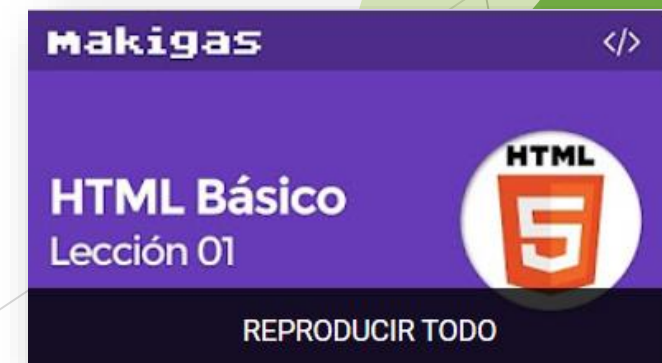 makigas </>
HTML Básico
Lección 01
HTML
5
REPRODUCIR TODO